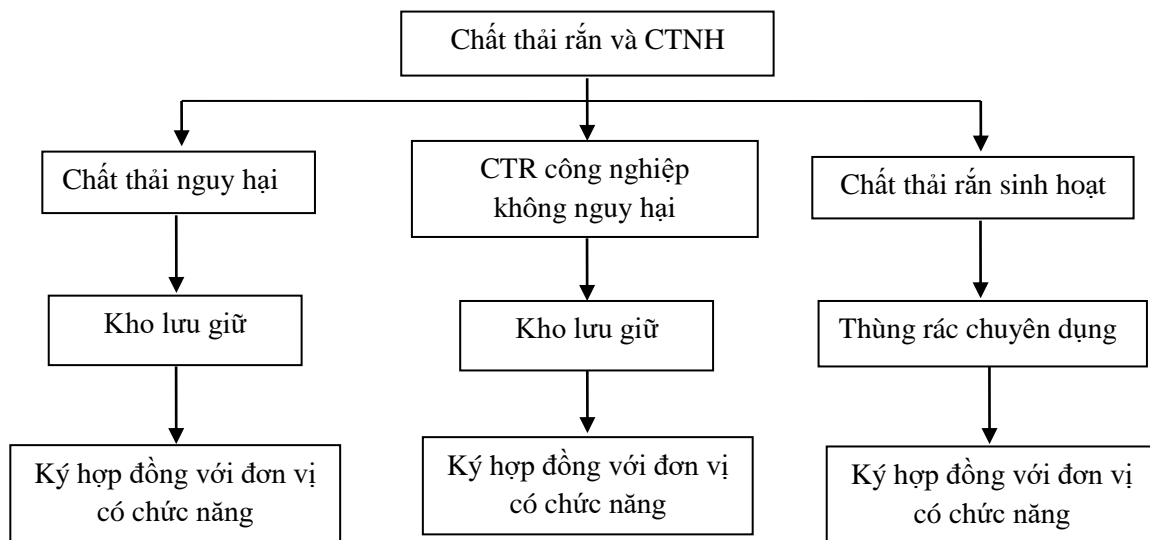 Chất thải rắn và CTNH
Chất thải nguy hại
CTR công nghiệp
không nguy hại
Chất thải rắn sinh hoạt
Kho lưu giữ
Kho lưu giữ
Thùng rác chuyên dụng
Ký hợp đồng với đơn vị
có chức năng
Ký hợp đồng với đơn vị
có chức năng
Ký hợp đồng với đơn vị
có chức năng